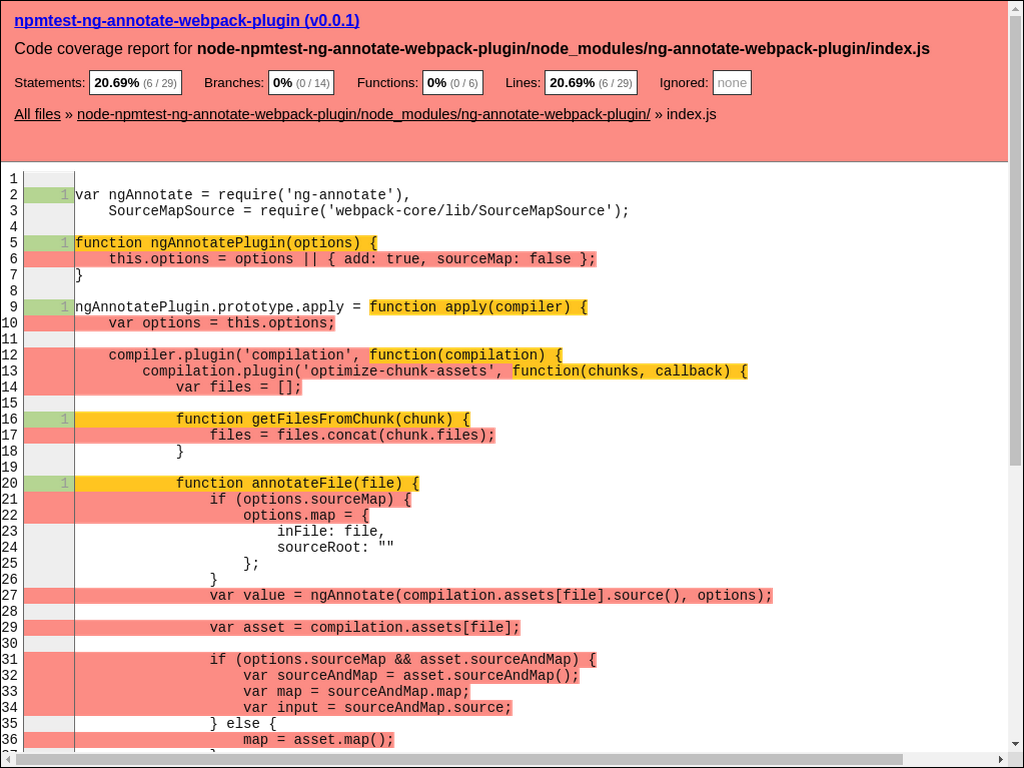 npmtest-ng-annotate-webpack-plugin (v0.0.1)
Code coverage report for node-npmtest-ng-annotate-webpack-plugin/node_modules/ng-annotate-webpack-plugin/index.js
Statements: 20.69% (6 / 29) Branches: 0% (0 / 14) Functions: 0% (0 / 6) Lines: 20.69% (6 / 29) Ignored: none
All files » node-npmtest-ng-annotate-webpack-plugin/node_modules/ng-annotate-webpack-plugin/ » index.js
1
2 1 var ngAnnotate = require('ng-annotate'),
3 SourceMapSource = require('webpack-core/lib/SourceMapSource');
4
5 1 function ngAnnotatePlugin(options) {
6 this.options = options || { add: true, sourceMap: false };
7 }
8
9 1 ngAnnotatePlugin.prototype.apply = function apply(compiler) {
10 var options = this.options;
11
12 compiler.plugin('compilation', function(compilation) {
13 compilation.plugin('optimize-chunk-assets', function(chunks, callback) {
14 var files = [];
15
16 1 function getFilesFromChunk(chunk) {
17 files = files.concat(chunk.files);
18 }
19
20 1 function annotateFile(file) {
21 if (options.sourceMap) {
22 options.map = {
23 inFile: file,
24 sourceRoot: ""
25 };
26 }
27 var value = ngAnnotate(compilation.assets[file].source(), options);
28
29 var asset = compilation.assets[file];
30
31 if (options.sourceMap && asset.sourceAndMap) {
32 var sourceAndMap = asset.sourceAndMap();
33 var map = sourceAndMap.map;
34 var input = sourceAndMap.source;
35 } else {
36 map = asset.map();